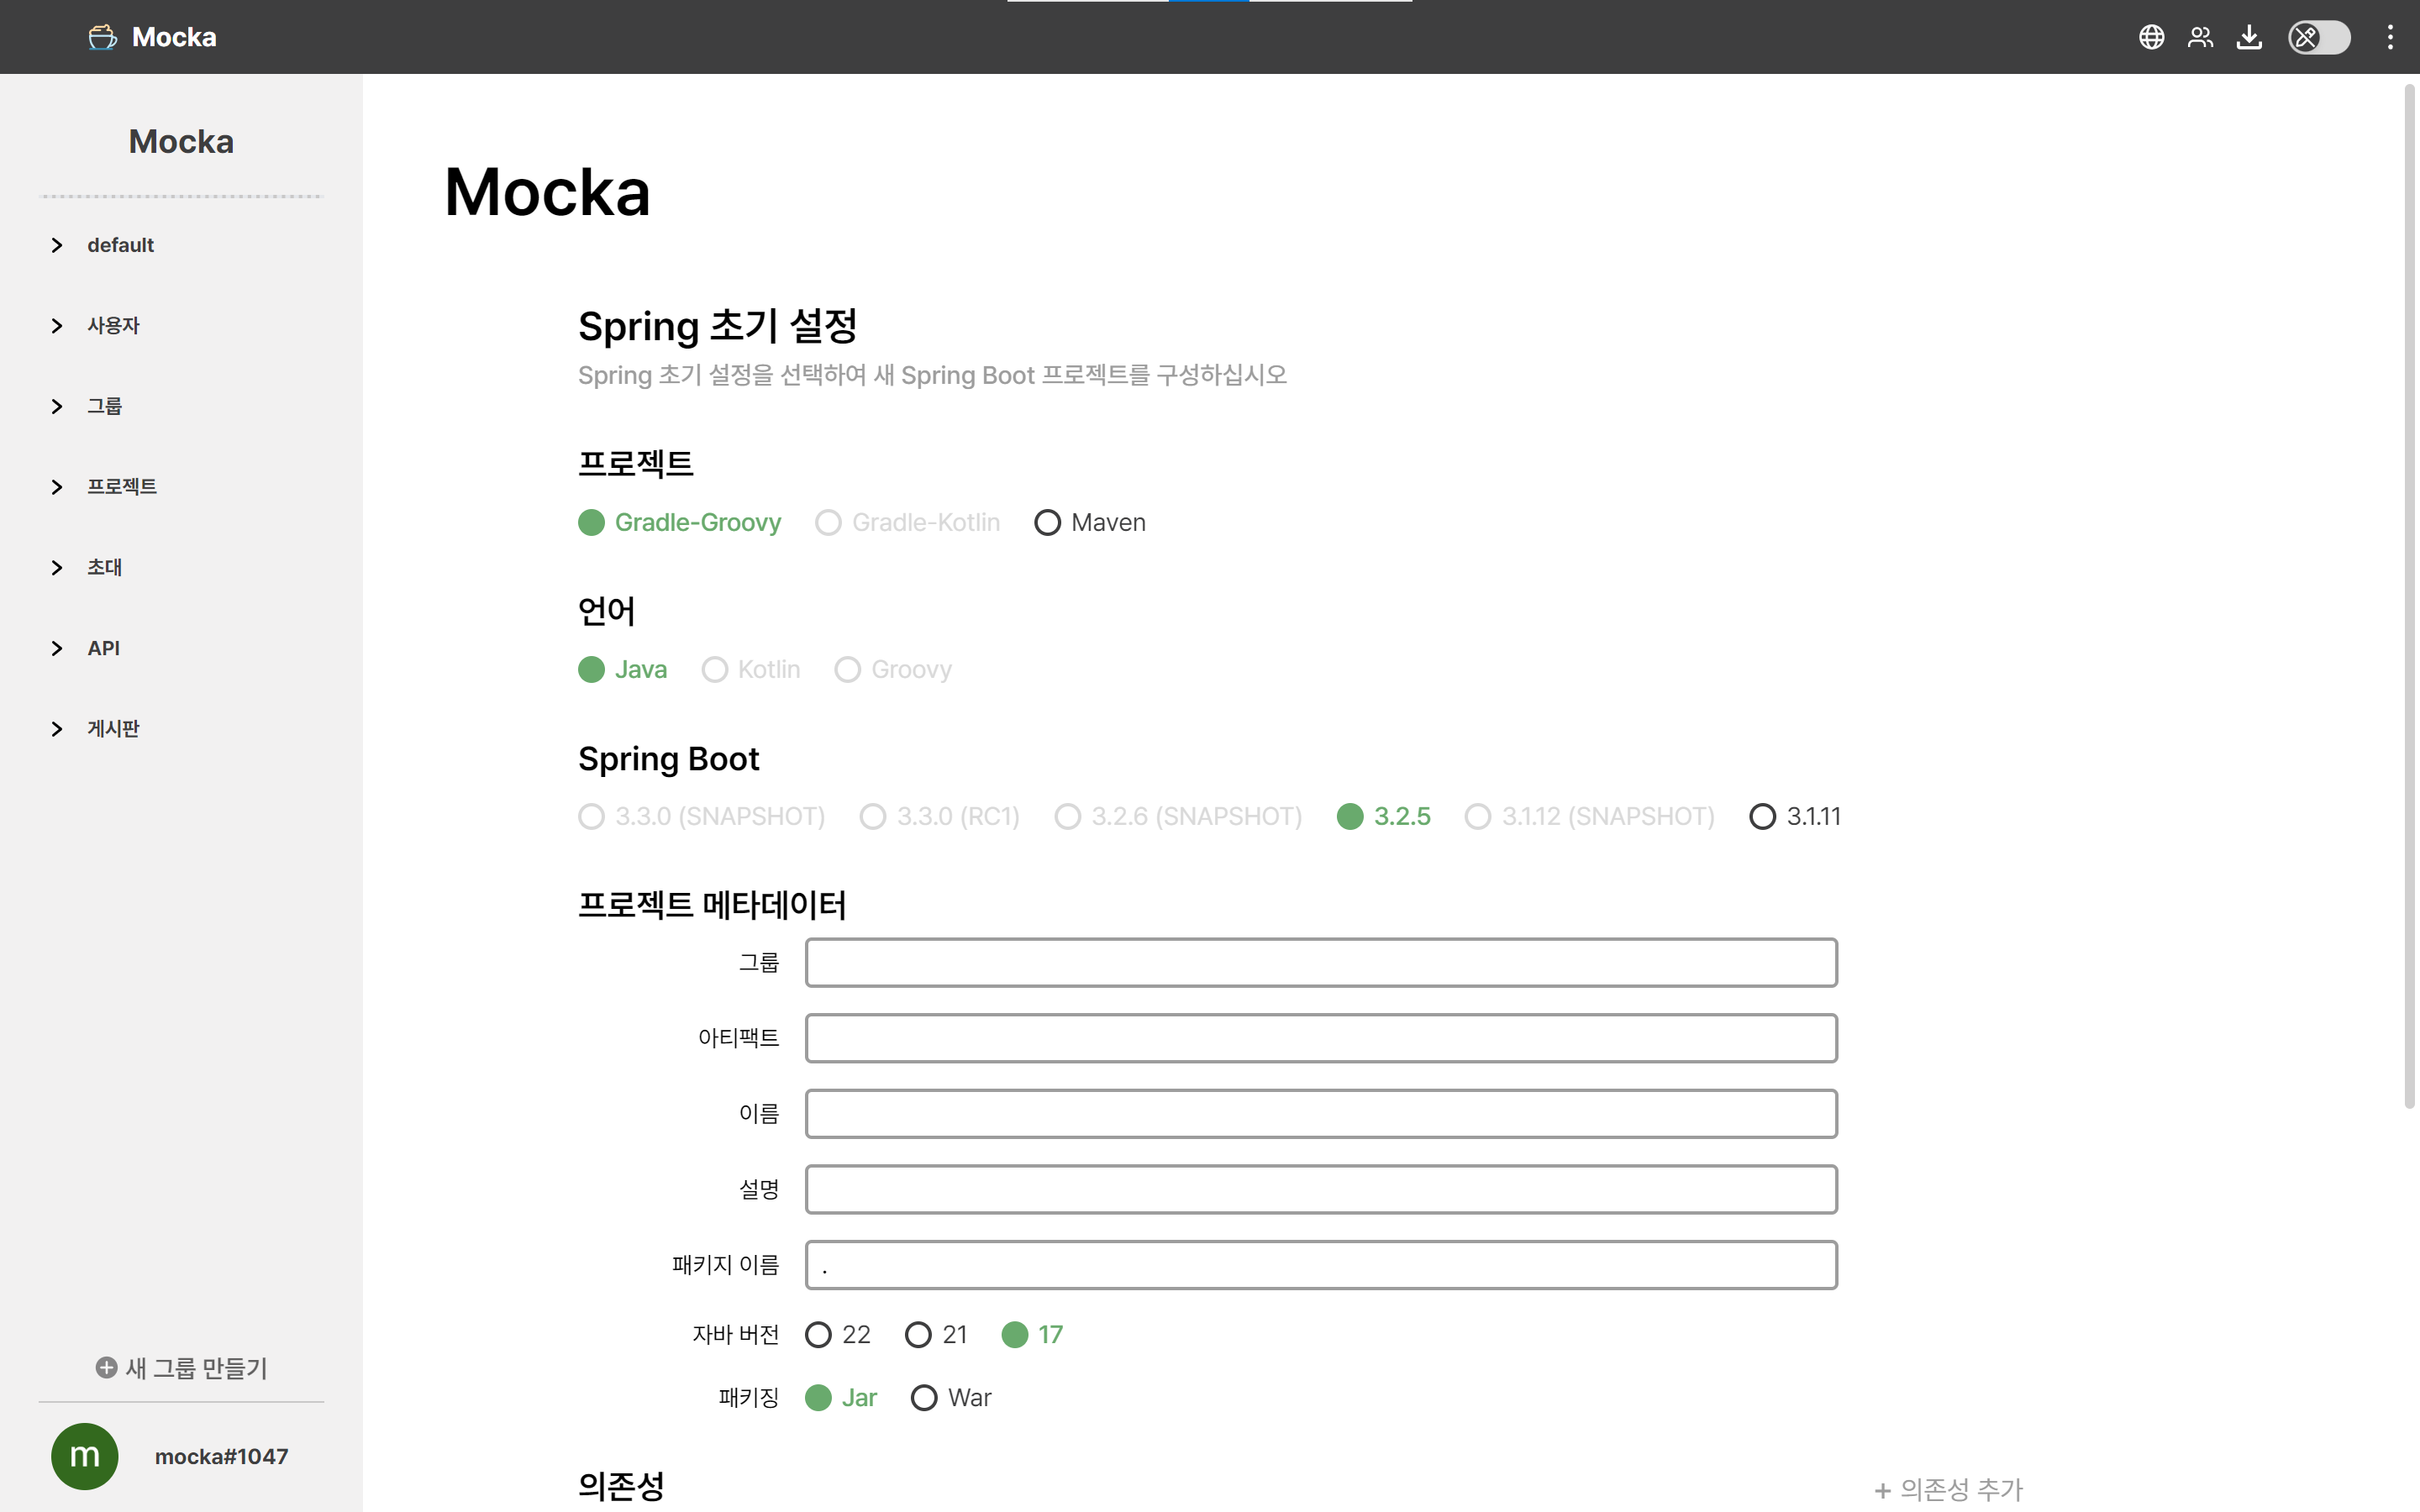 Mocka
Mocka
default
사용자
그룹
프로젝트
초대
API
게시판
새 그룹 만들기
m
mocka#1047
Mocka
Spring 초기 설정
Spring 초기 설정을 선택하여 새 Spring Boot 프로젝트를 구성하십시오
프로젝트
Gradle-Groovy Gradle-Kotlin Maven
언어
Java Kotlin Groovy
Spring Boot
3.3.0 (SNAPSHOT) 3.3.0 (RC1) 3.2.6 (SNAPSHOT) 3.2.5 3.1.12 (SNAPSHOT) 3.1.11
프로젝트 메타데이터
그룹
아티팩트
이름
설명
패키지 이름 .
자바 버전 22 21 17
패키징 Jar War
의존성 + 의존성 추가